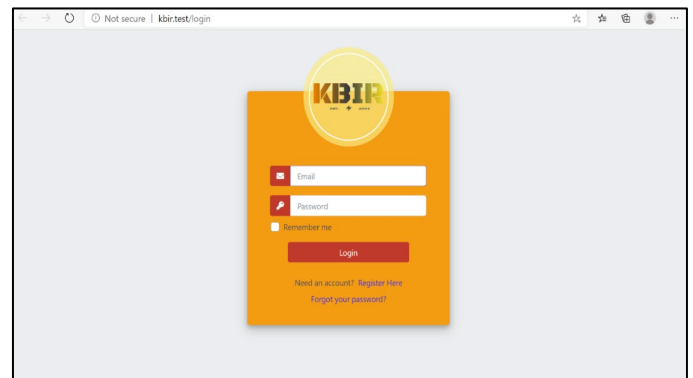 Not secure | kbir.test/login
KBIR
Email
Password
Remember me
Login
Need an account? Register Here
Forgot your password?